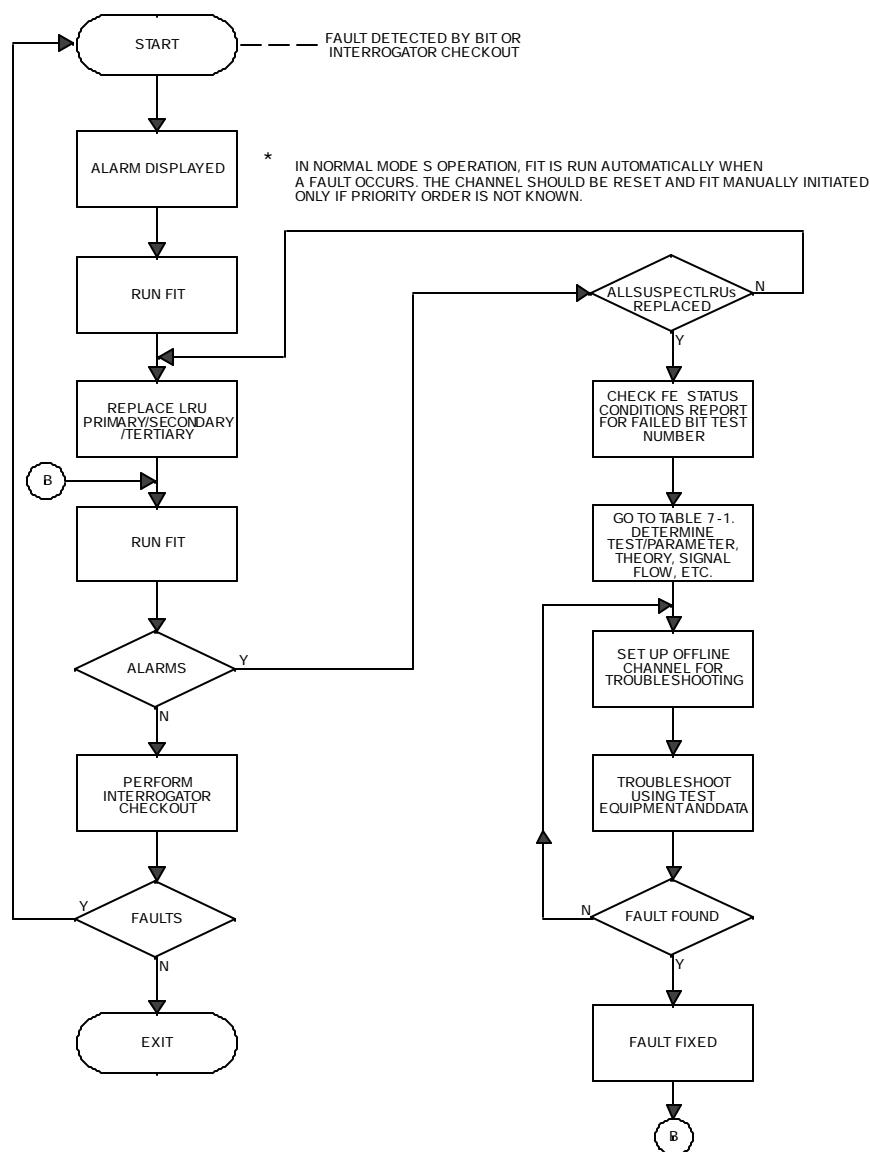 START
FAULT DETECTED BY BIT OR
INTERROGATOR CHECKOUT
ALARM DISPLAYED
*
IN NORMAL MODE S OPERATION, FIT IS RUN AUTOMATICALLY WHEN
A FAULT OCCURS. THE CHANNEL SHOULD BE RESET AND FIT MANUALLY INITIATED
ONLY IF PRIORITY ORDER IS NOT KNOWN.
RUN FIT
REPLACE LRU
PRIMARY/SECONDARY
/TERTIARY
B
RUN FIT
ALARMS
Y
N
PERFORM
INTERROGATOR
CHECKOUT
FAULTS
Y
N
EXIT
ALLSUSPECTLRUs
REPLACED
N
Y
CHECK FE STATUS
CONDITIONS REPORT
FOR FAILED BIT TEST
NUMBER
GO TO TABLE 7-1.
DETERMINE
TEST/PARAMETER,
THEORY, SIGNAL
FLOW, ETC.
SET UP OFFLINE
CHANNEL FOR
TROUBLESHOOTING
TROUBLESHOOT
USING TEST
EQUIPMENT ANDDATA
FAULT FOUND
N
Y
FAULT FIXED
B